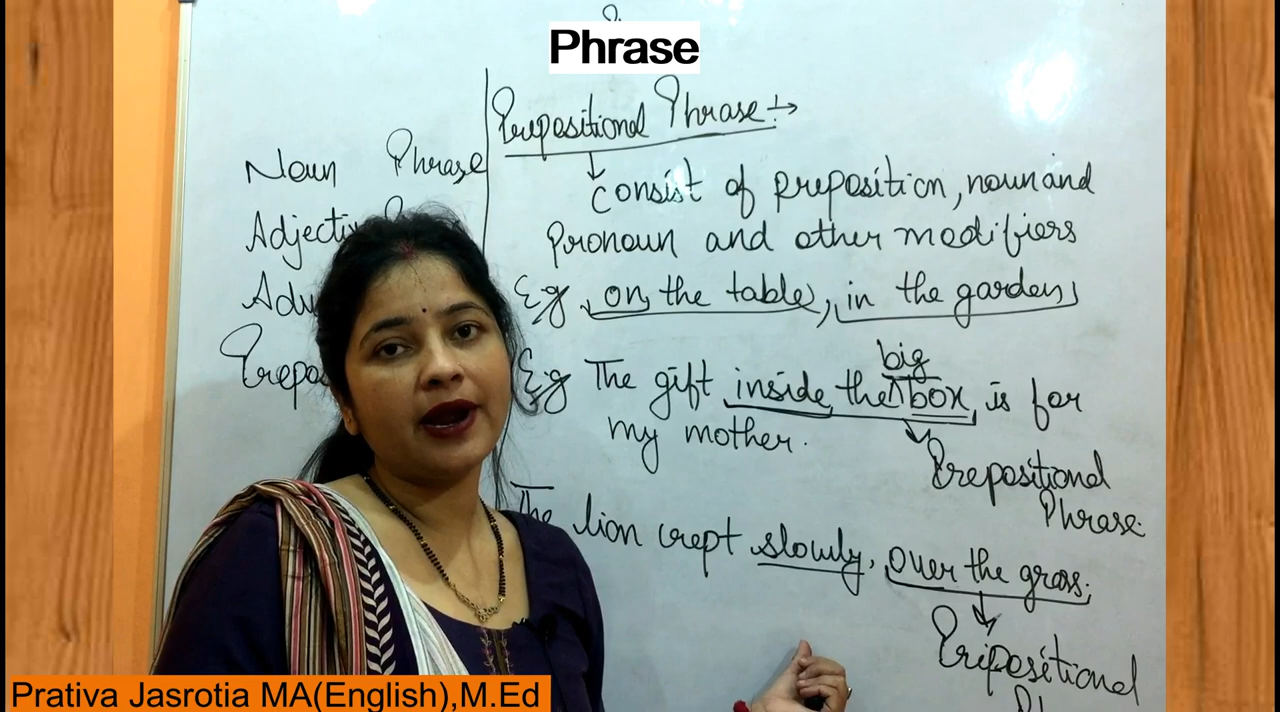 Phrase
Noun Phrase
Prepositional Phrase :→
consist of preposition, noun and
pronoun and other modifiers
Eg, on the table, in the garden,
big
Eg The gift inside the box, is for
my mother.
Prepositional
Phrase.
The lion crept slowly, over the grass.
Pripositional
Prativa Jasrotia MA(English),M.Ed